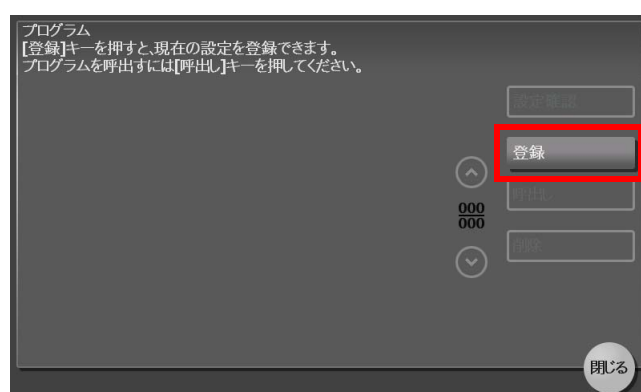 プログラム
[登録]キーを押すと、現在の設定を登録できます。
プログラムを呼出すには[呼出し]キーを押してください。
設定確認
登録
呼出し
000
000
削除
閉じる